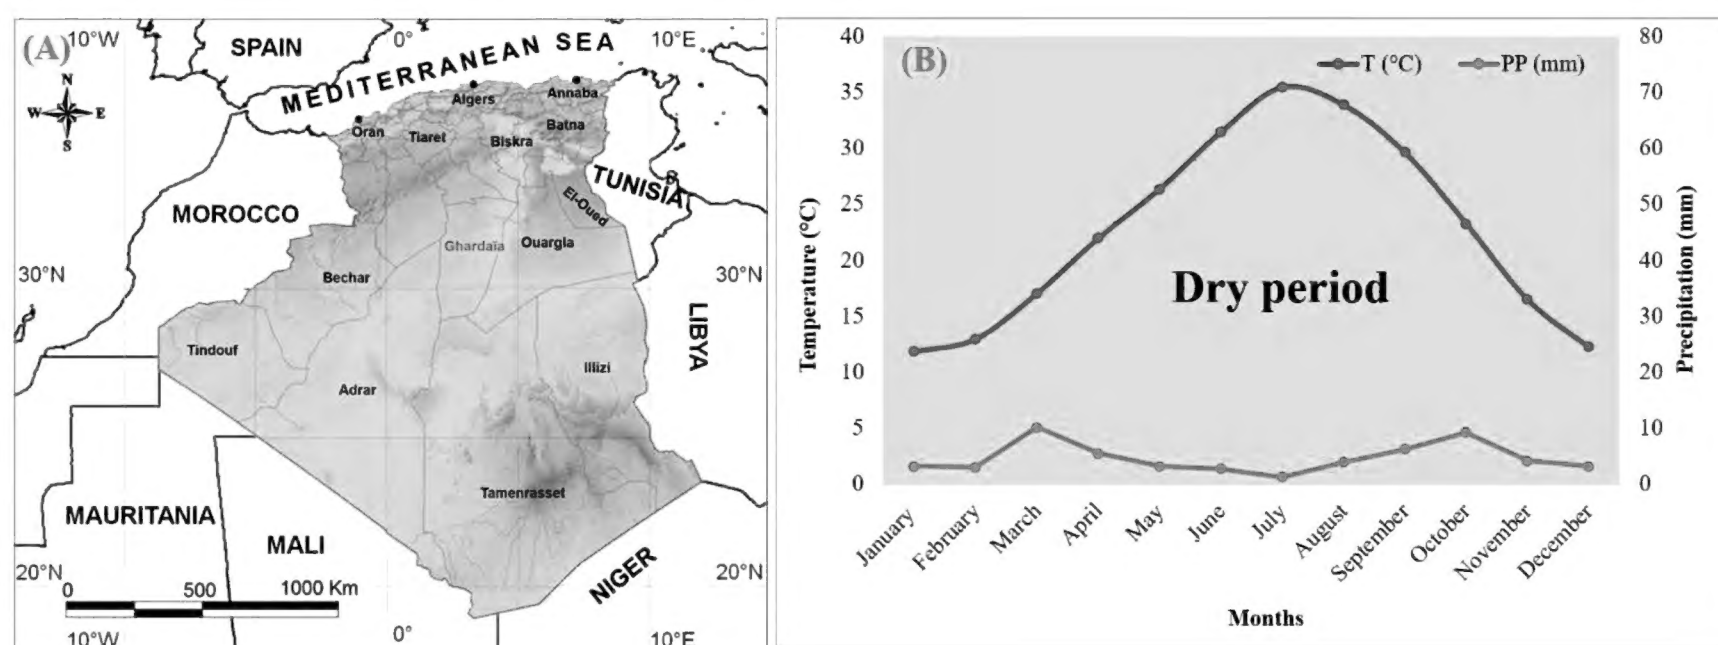 (A)
10°W
0°
10°E
SPAIN
MEDITERRANEAN SEA
N
W E
S
Algers
Annaba
Oran
Tiaret
Biskra
Batna
TUNISIA
El-Oued
MOROCCO
Ghardaïa
Ouargla
30°N
Bechar
30°N
LIBYA
Tindouf
Adrar
Illizi
Tamenrasset
MAURITANIA
MALI
NIGER
20°N
20°N
0 500 1000 Km
10°W
0°
10°E
(B)
T (°C) PP (mm)
Temperature (°C)
40
35
30
25
20
15
10
5
0
Dry period
80
70
60
50
40
30
20
10
0
Precipitation (mm)
January
February
March
April
May
June
July
August
September
October
November
December
Months